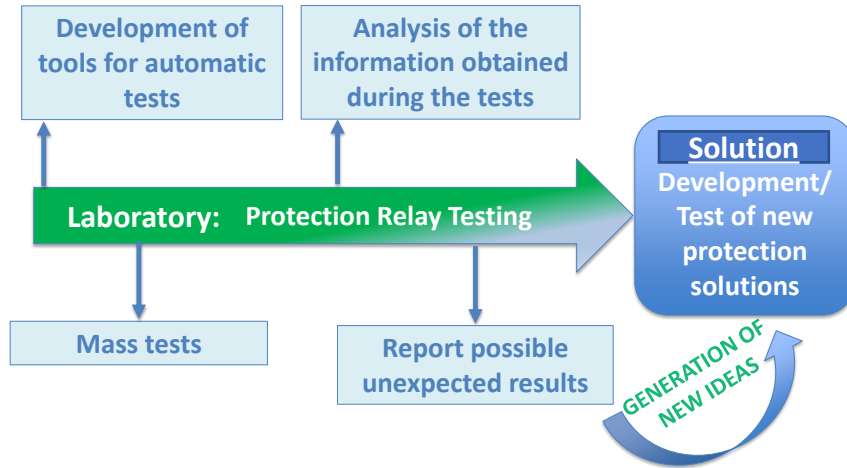 Development of
tools for automatic
tests
Analysis of the
information obtained
during the tests
Laboratory: Protection Relay Testing
Solution
Development/
Test of new
protection
solutions
Mass tests
Report possible
unexpected results
GENERATION OF
NEW IDEAS